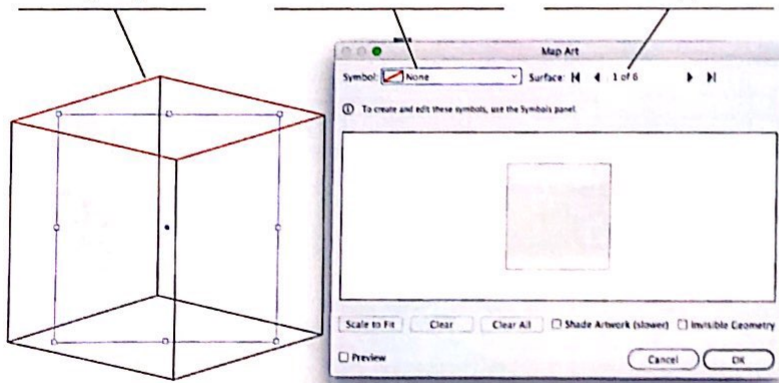 Map Art
Symbol: None Surface: 1 of 6
To create and edit these symbols, use the Symbols panel.
Scale to Fit Clear Clear All Shade Artwork (slower) Invisible Geometry
Preview Cancel OK